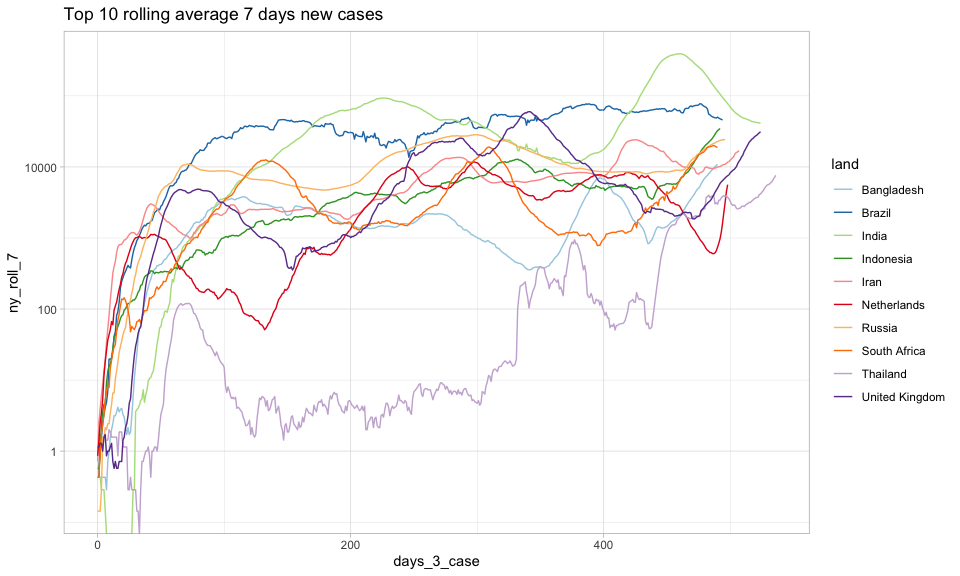 Top 10 rolling average 7 days new cases
ny_roll_7
10000
100
1
0
200
400
days_3_case
land
Bangladesh
Brazil
India
Indonesia
Iran
Netherlands
Russia
South Africa
Thailand
United Kingdom